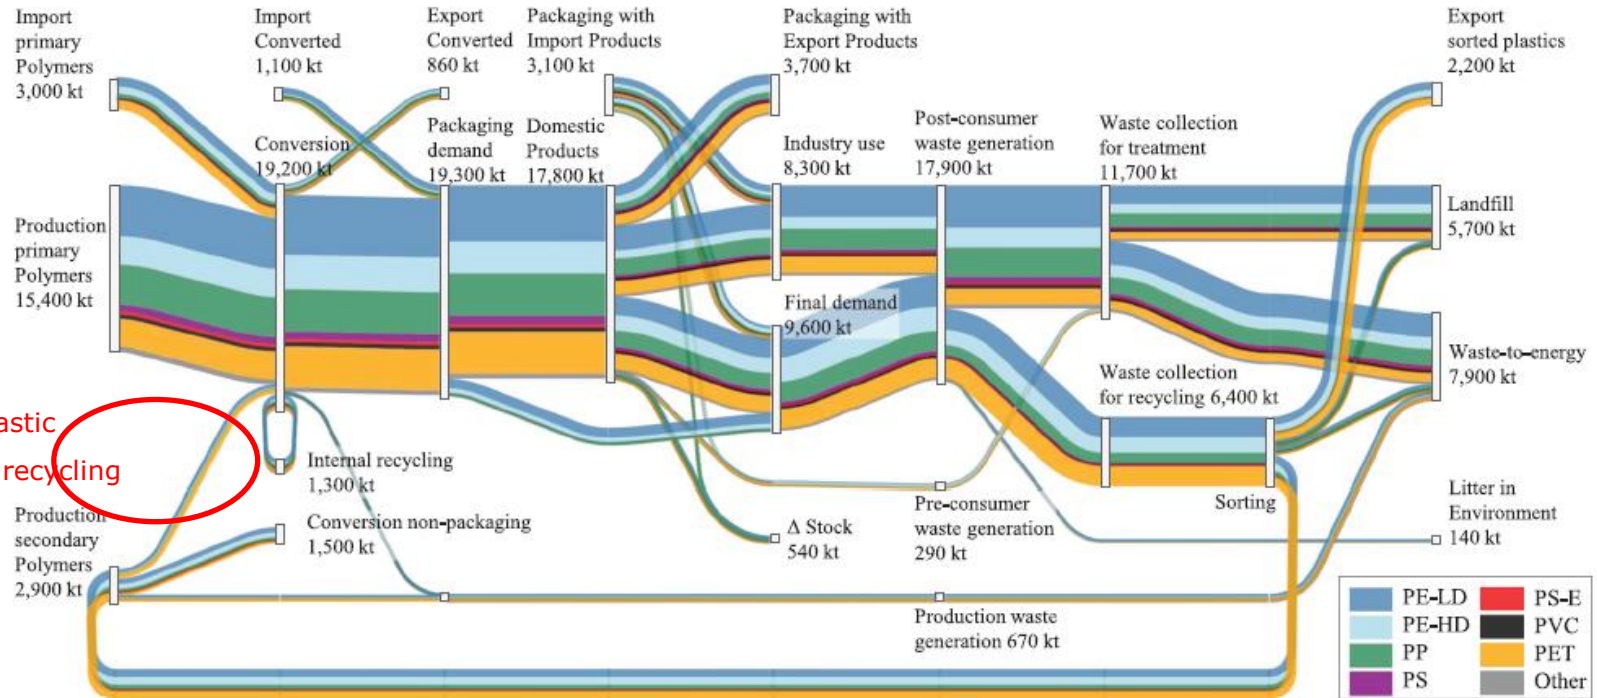 Import
primary
Polymers
3,000 kt
Import
Converted
1,100 kt
Export
Converted
860 kt
Packaging with
Import Products
3,100 kt
Packaging with
Export Products
3,700 kt
Export
sorted plastics
2,200 kt
Conversion
19,200 kt
Packaging
demand
19,300 kt
Domestic
Products
17,800 kt
Industry use
8,300 kt
Post-consumer
waste generation
17,900 kt
Waste collection
for treatment
11,700 kt
Landfill
5,700 kt
Production
primary
Polymers
15,400 kt
Final demand
9,600 kt
Waste-to-energy
7,900 kt
Waste collection
for recycling 6,400 kt
astic
recycling
Internal recycling
1,300 kt
Sorting
Litter in
Environment
140 kt
Production
secondary
Polymers
2,900 kt
Conversion non-packaging
1,500 kt
Δ Stock
540 kt
Pre-consumer
waste generation
290 kt
Production waste
generation 670 kt
PE-LD
PE-HD
PP
PS
PS-E
PVC
PET
Other